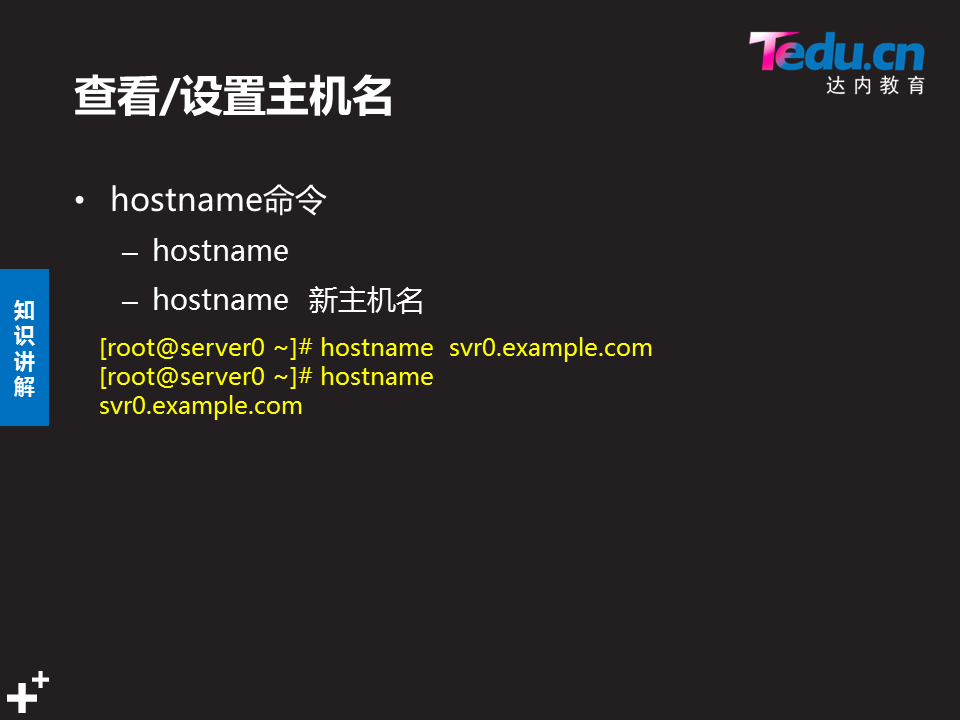 Tedu.cn
达内教育
查看/设置主机名
• hostname命令
– hostname
– hostname 新主机名
[root@server0 ~]# hostname svr0.example.com
[root@server0 ~]# hostname
svr0.example.com
知识讲解